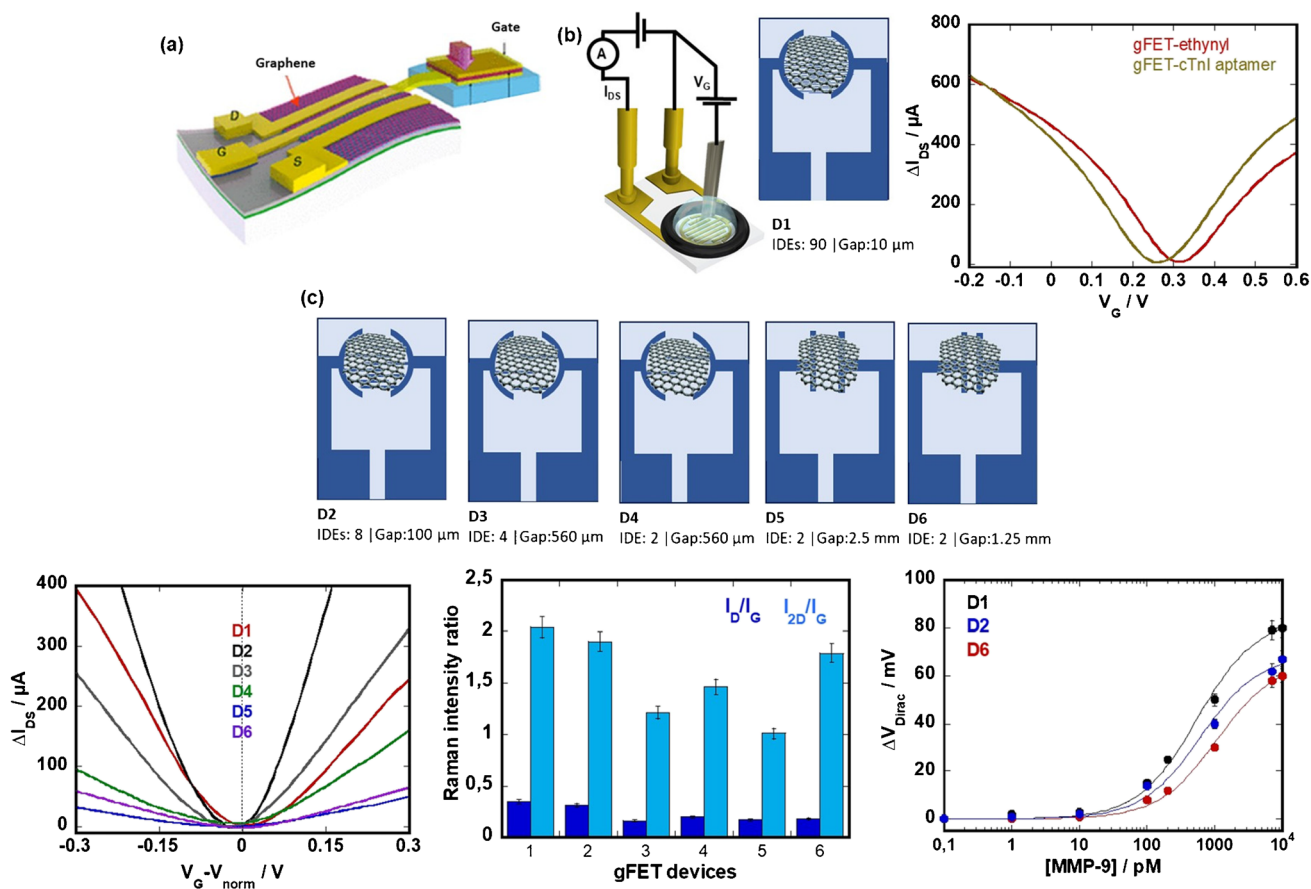 (a)
Graphene
Gate
D
G
S
(b)
A
I_DS
V_G
D1
IDEs: 90 |Gap:10 µm
gFET-ethynyl
gFET-cTnI aptamer
ΔI_DS / µA
800
600
400
200
0
-0.2 -0.1 0 0.1 0.2 0.3 0.4 0.5 0.6
V_G / V
(c)
D2
IDEs: 8 |Gap:100 µm
D3
IDE: 4 |Gap:560 µm
D4
IDE: 2 |Gap:560 µm
D5
IDE: 2 |Gap:2.5 mm
D6
IDE: 2 |Gap:1.25 mm
ΔI_DS / µA
400
300
200
100
0
D1
D2
D3
D4
D5
D6
-0.3 -0.15 0 0.15 0.3
V_G-V_norm / V
Raman intensity ratio
2,5
2
1,5
1
0,5
0
I_D/I_G I_2D/I_G
1 2 3 4 5 6
gFET devices
ΔV_Dirac / mV
100
80
60
40
20
0
D1
D2
D6
0,1 1 10 100 1000 10^4
[MMP-9] / pM